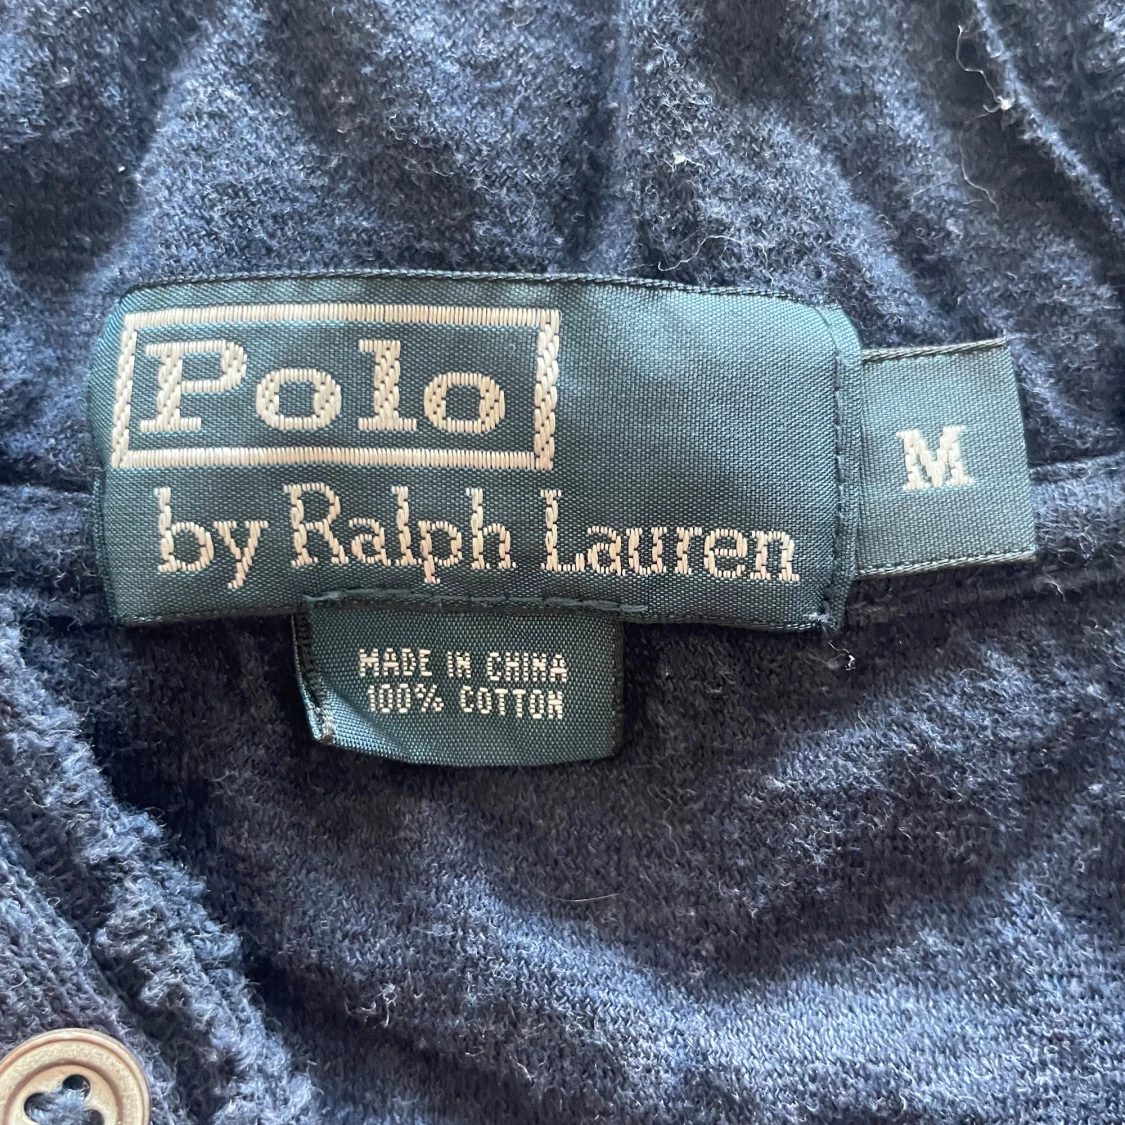 Polo
by Ralph Lauren
M
MADE IN CHINA
100% COTTON